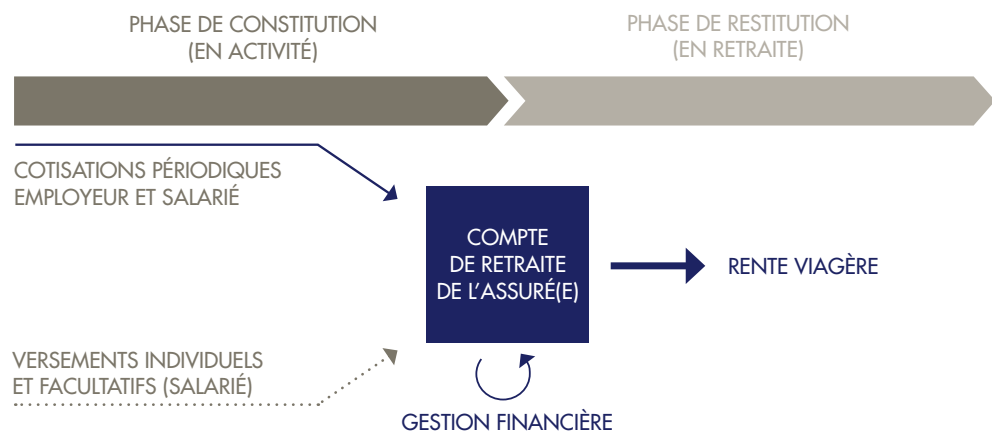 PHASE DE CONSTITUTION
(EN ACTIVITÉ)
PHASE DE RESTITUTION
(EN RETRAITE)
COTISATIONS PÉRIODIQUES
EMPLOYEUR ET SALARIÉ
COMPTE
DE RETRAITE
DE L’ASSURÉ(E)
RENTE VIAGÈRE
VERSEMENTS INDIVIDUELS
ET FACULTATIFS (SALARIÉ)
GESTION FINANCIÈRE